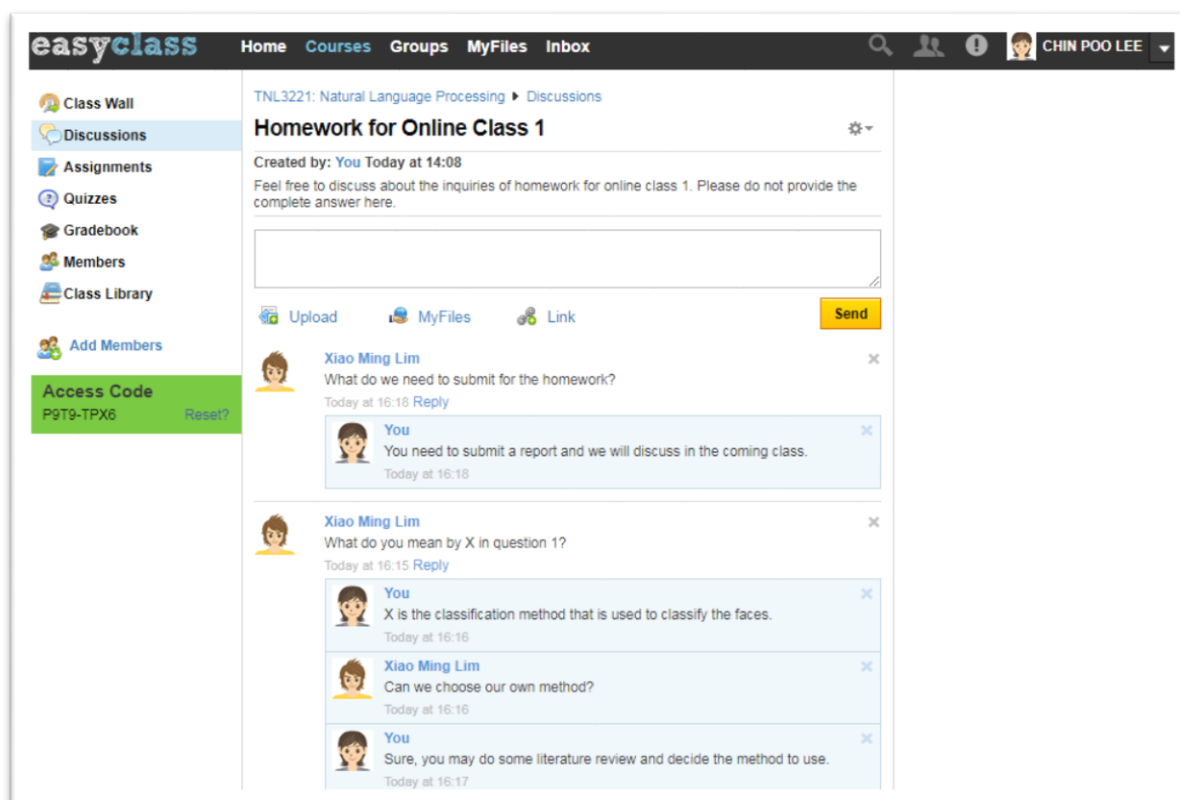 easyclass Home Courses Groups MyFiles Inbox CHIN POO LEE
Class Wall
Discussions
Assignments
Quizzes
Gradebook
Members
Class Library
Add Members
Access Code
P9T9-TPX6 Reset?
TNL3221: Natural Language Processing Discussions
Homework for Online Class 1
Created by: You Today at 14:08
Feel free to discuss about the inquiries of homework for online class 1. Please do not provide the
complete answer here.
Upload MyFiles Link Send
Xiao Ming Lim
What do we need to submit for the homework?
Today at 16:18 Reply
You
You need to submit a report and we will discuss in the coming class.
Today at 16:18
Xiao Ming Lim
What do you mean by X in question 1?
Today at 16:15 Reply
You
X is the classification method that is used to classify the faces.
Today at 16:16
Xiao Ming Lim
Can we choose our own method?
Today at 16:16
You
Sure, you may do some literature review and decide the method to use.
Today at 16:17